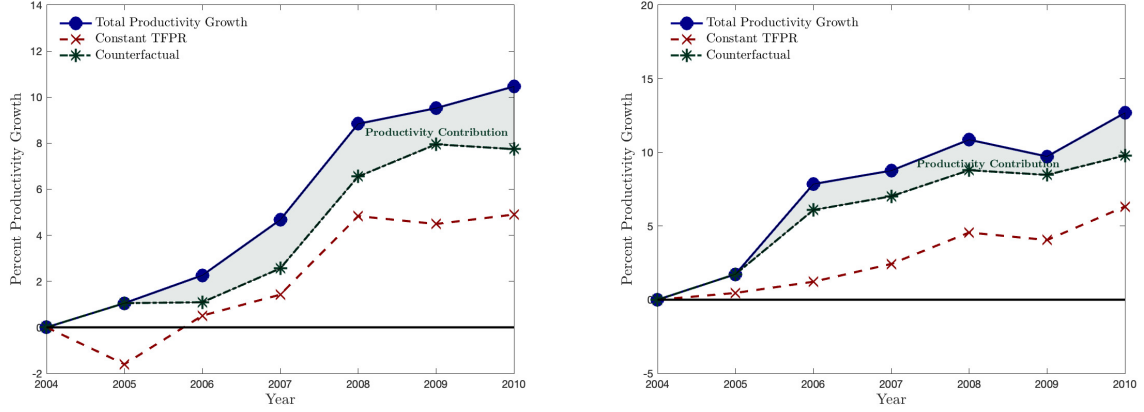 14
12
10
8
6
4
2
0
-2
Percent Productivity Growth
Total Productivity Growth
Constant TFPR
Counterfactual
Productivity Contribution
2004 2005 2006 2007 2008 2009 2010
Year
20
15
10
5
0
-5
Percent Productivity Growth
Total Productivity Growth
Constant TFPR
Counterfactual
Productivity Contribution
2004 2005 2006 2007 2008 2009 2010
Year